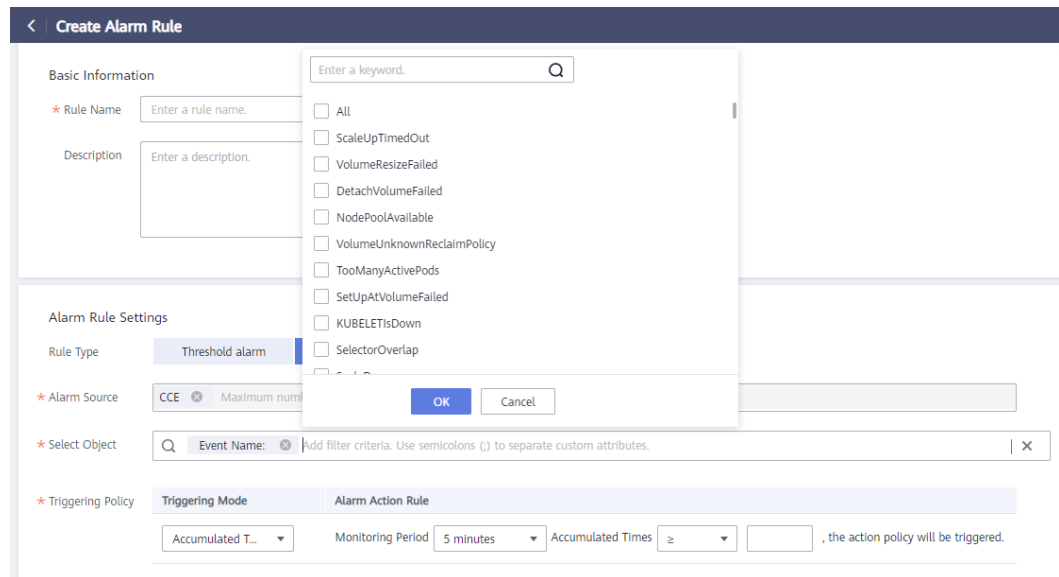 Create Alarm Rule
Enter a keyword.
Basic Information
All
* Rule Name Enter a rule name.
ScaleUpTimedOut
Description Enter a description.
VolumeResizeFailed
DetachVolumeFailed
NodePoolAvailable
VolumeUnknownReclaimPolicy
TooManyActivePods
SetUpAtVolumeFailed
Alarm Rule Settings
KUBELETIsDown
Rule Type Threshold alarm
SelectorOverlap
* Alarm Source CCE Maximum
OK Cancel
* Select Object Event Name: Add filter criteria. Use semicolons (;) to separate custom attributes.
* Triggering Policy Triggering Mode Alarm Action Rule
Accumulated T... Monitoring Period 5 minutes Accumulated Times ≥ , the action policy will be triggered.